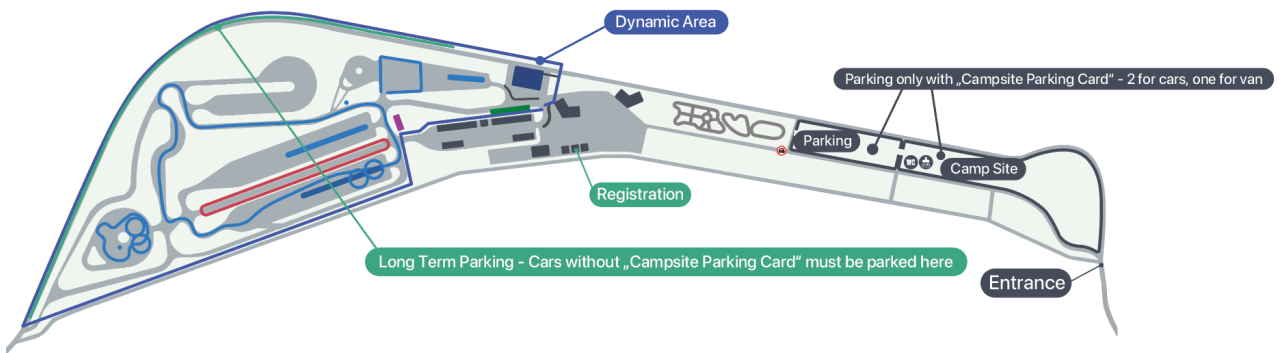 Dynamic Area
Parking only with „Campsite Parking Card“ - 2 for cars, one for van
Parking
WC
Camp Site
Registration
Long Term Parking - Cars without „Campsite Parking Card“ must be parked here
Entrance